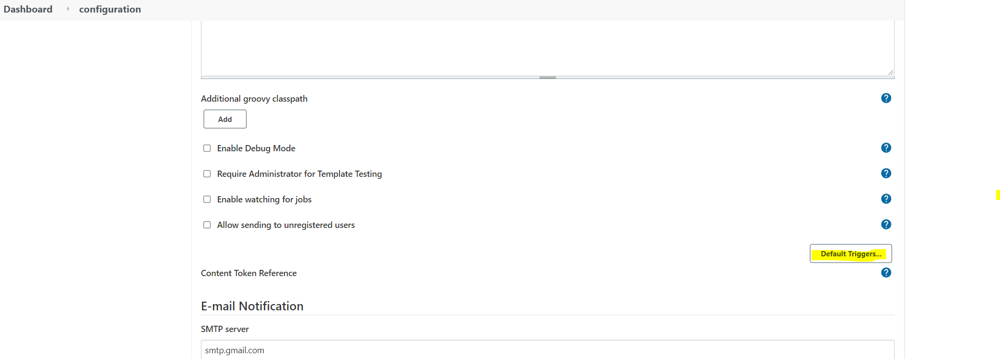 Dashboard configuration
Additional groovy classpath ?
Add
Enable Debug Mode ?
Require Administrator for Template Testing ?
Enable watching for jobs ?
Allow sending to unregistered users ?
Default Triggers...
Content Token Reference ?
E-mail Notification
SMTP server
smtp.gmail.com